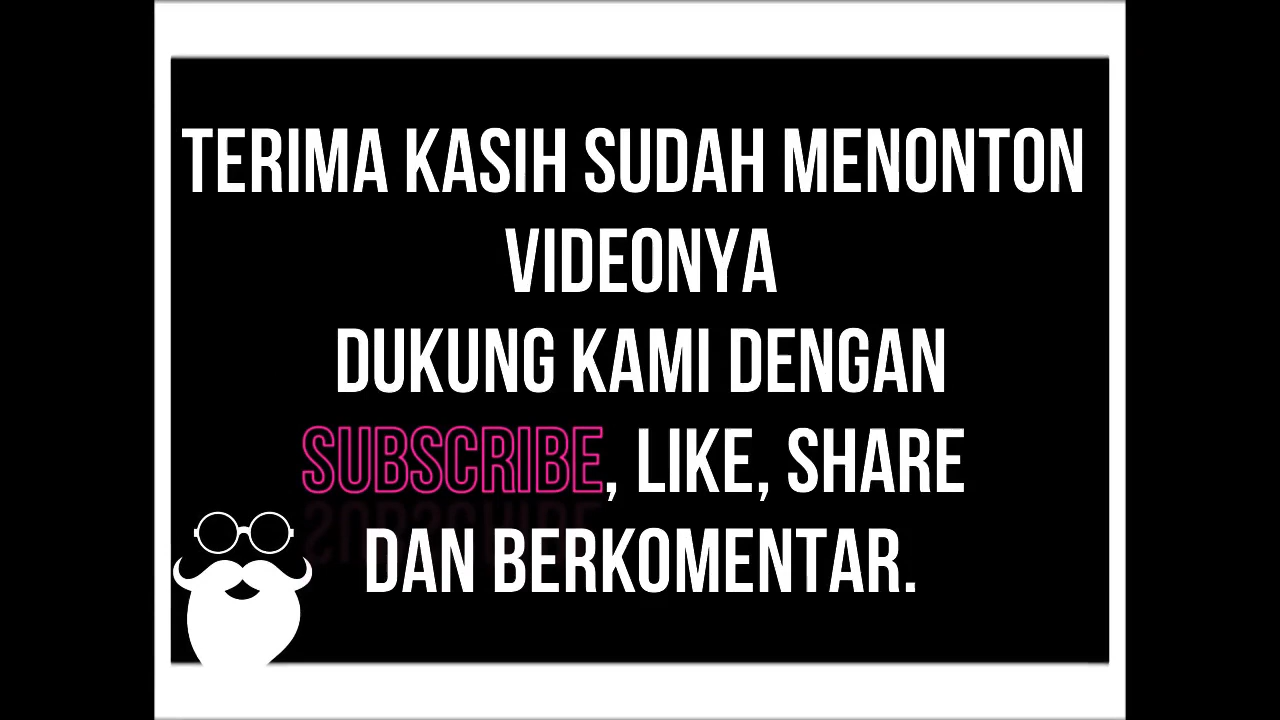 TERIMA KASIH SUDAH MENONTON
VIDEONYA
DUKUNG KAMI DENGAN
SUBSCRIBE, LIKE, SHARE
DAN BERKOMENTAR.